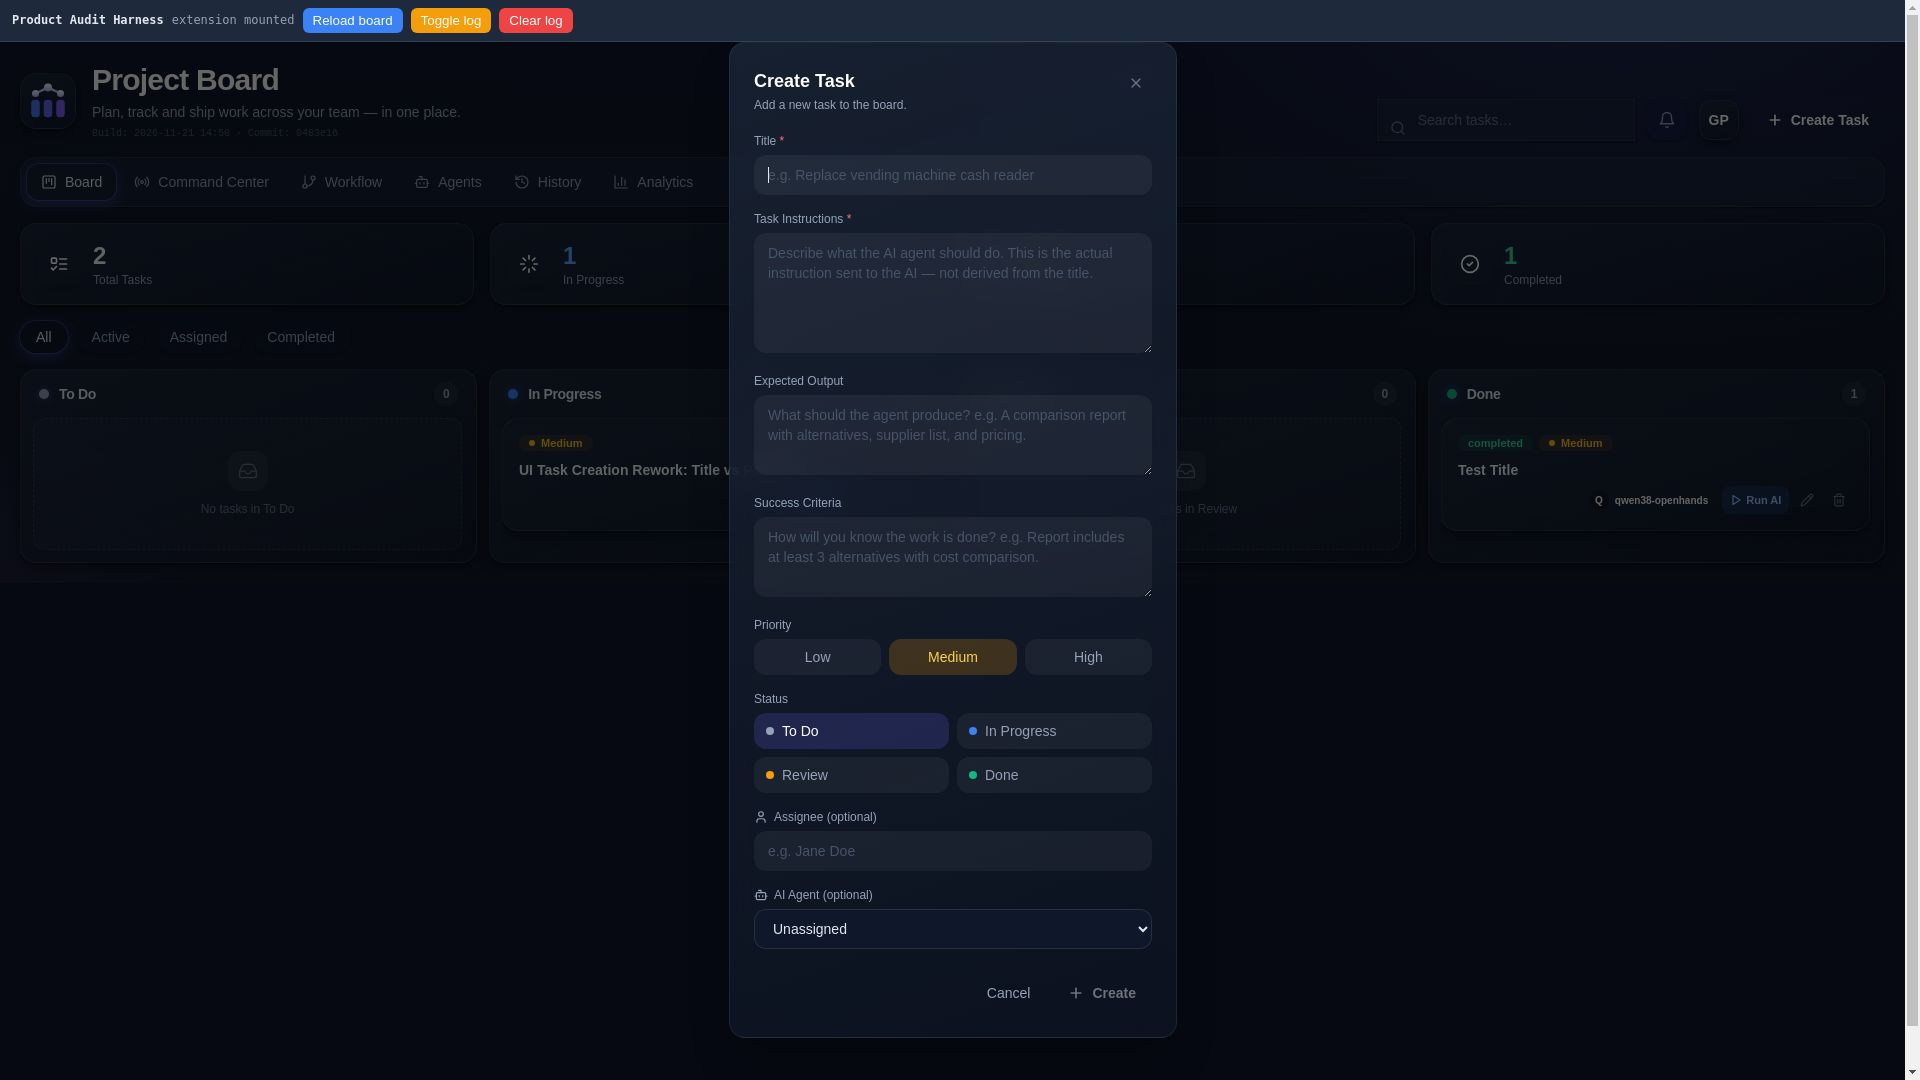 Product Audit Harness extension mounted Reload board Toggle log Clear log
Project Board
Plan, track and ship work across your team — in one place.
Build: 2026-11-21 14:50 · Commit: 0483e16
Search tasks...
GP
Create Task
Board
Command Center
Workflow
Agents
History
Analytics
2
Total Tasks
1
In Progress
1
Completed
All
Active
Assigned
Completed
To Do
0
No tasks in To Do
In Progress
Medium
UI Task Creation Rework: Title vs
0
s in Review
Done
1
completed
Medium
Test Title
Q qwen38-openhands
Run AI
Create Task
Add a new task to the board.
Title *
e.g. Replace vending machine cash reader
Task Instructions *
Describe what the AI agent should do. This is the actual
instruction sent to the AI — not derived from the title.
Expected Output
What should the agent produce? e.g. A comparison report
with alternatives, supplier list, and pricing.
Success Criteria
How will you know the work is done? e.g. Report includes
at least 3 alternatives with cost comparison.
Priority
Low
Medium
High
Status
To Do
In Progress
Review
Done
Assignee (optional)
e.g. Jane Doe
AI Agent (optional)
Unassigned
Cancel
Create